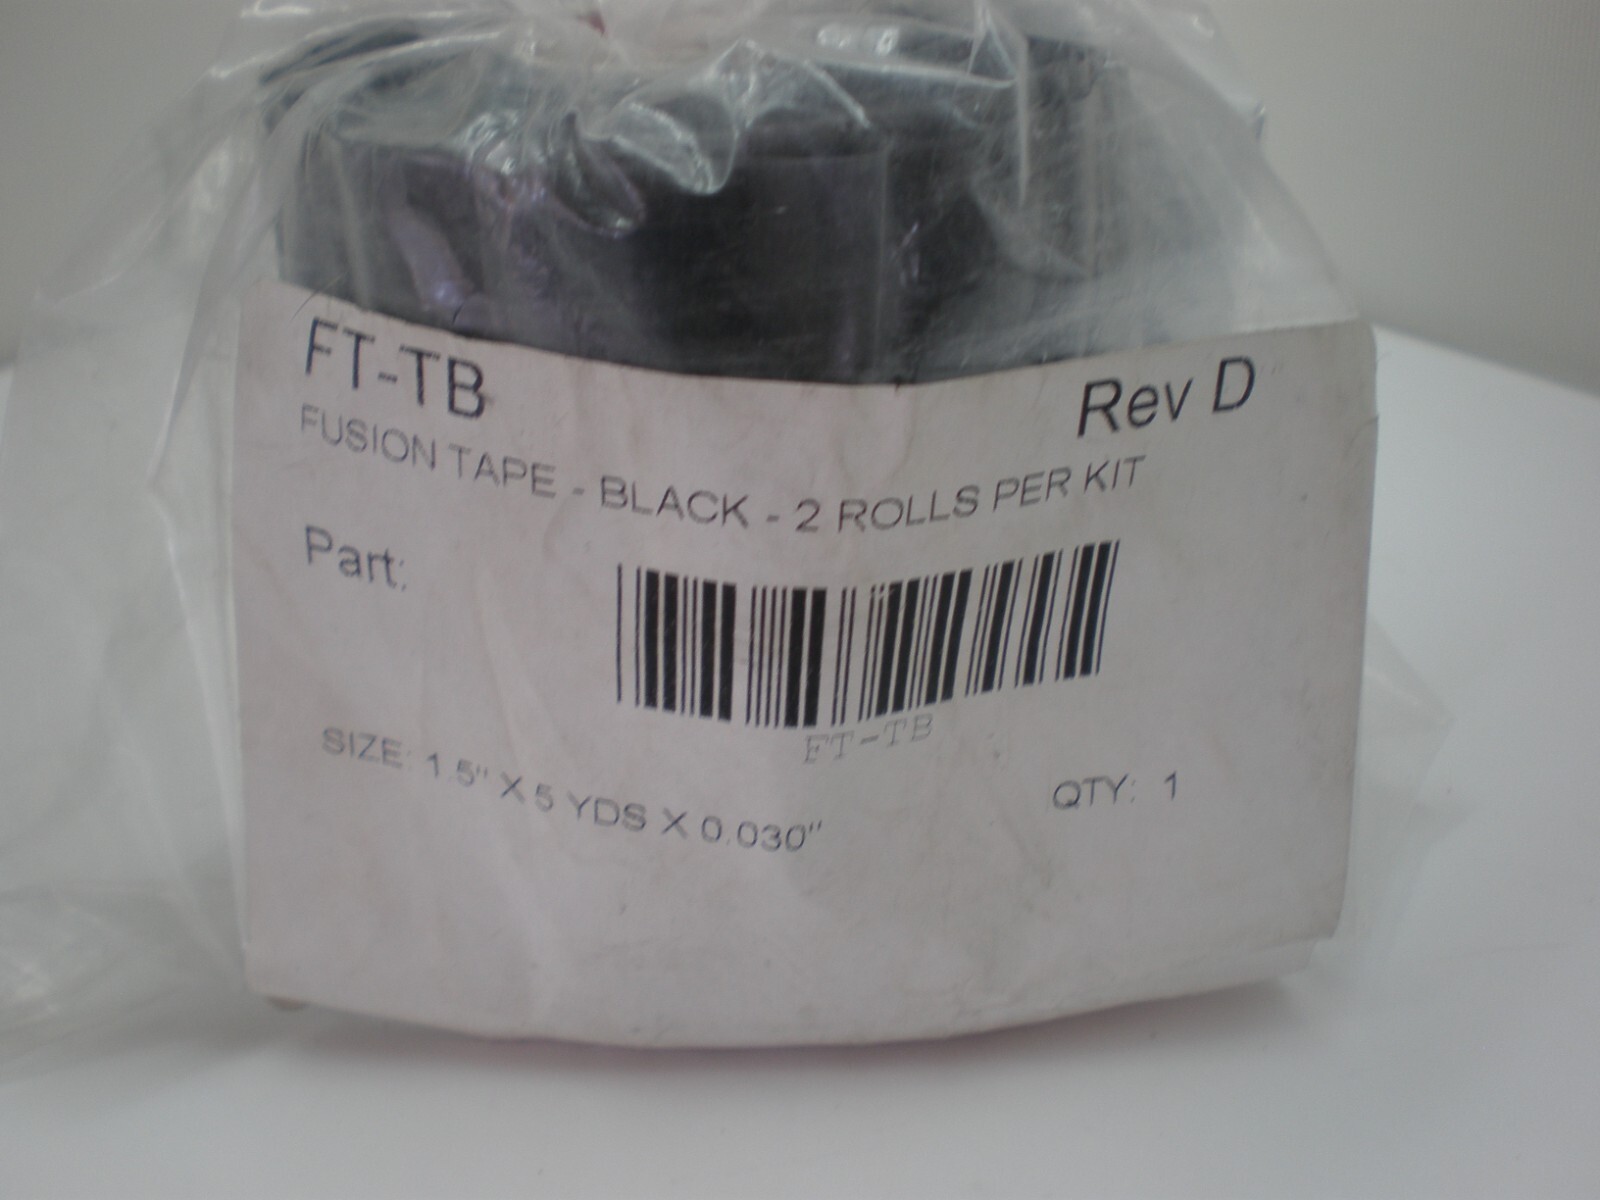 FT-TB
Rev D
FUSION TAPE - BLACK - 2 ROLLS PER KIT
Part:
FT-TB
SIZE: 1.5" X 5 YDS X 0.030"
QTY: 1